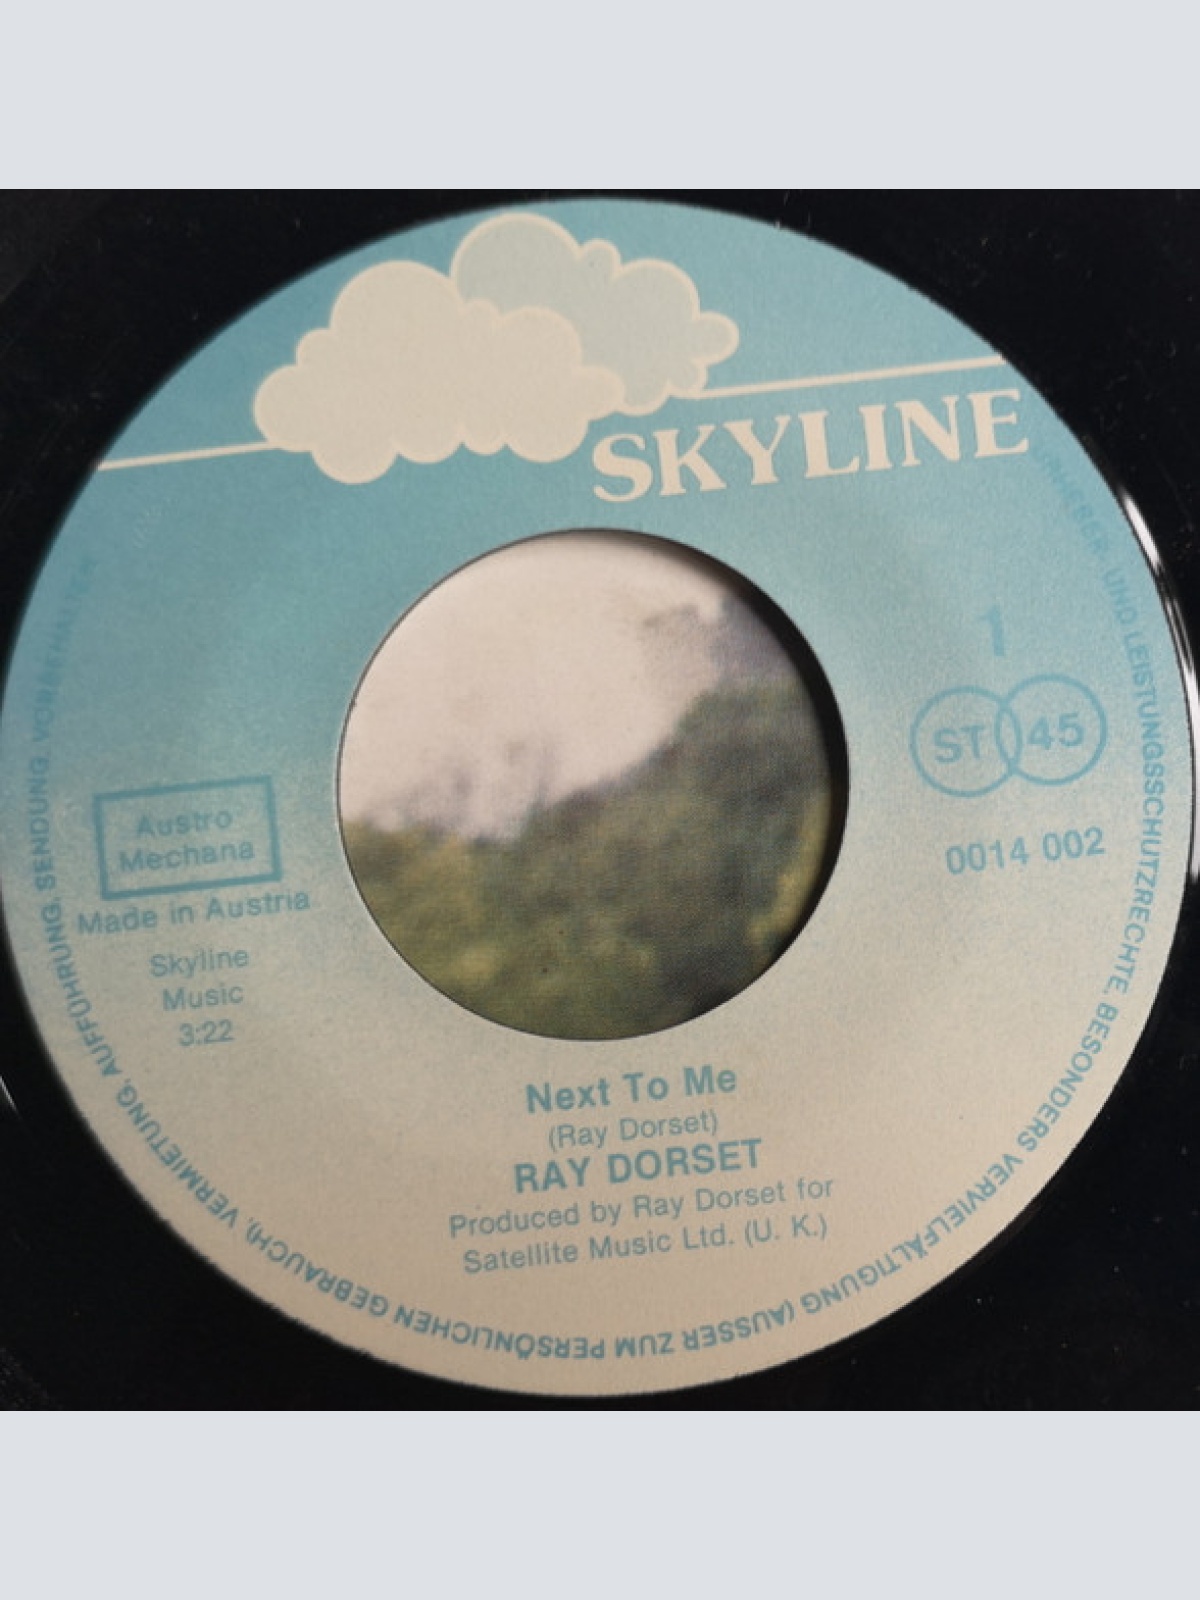 SKYLINE
1
ST 45
0014 002
Austro
Mechana
Made in Austria
Skyline
Music
3:22
Next To Me
(Ray Dorset)
RAY DORSET
Produced by Ray Dorset for
Satellite Music Ltd. (U. K.)
URHEBER- UND LEISTUNGSSCHUTZRECHTE, BESONDERS VERVIELFÄLTIGUNG (AUSSER ZUM PERSÖNLICHEN GEBRAUCH), VERMIETUNG, AUFFÜHRUNG, SENDUNG, VORBEHALTEN